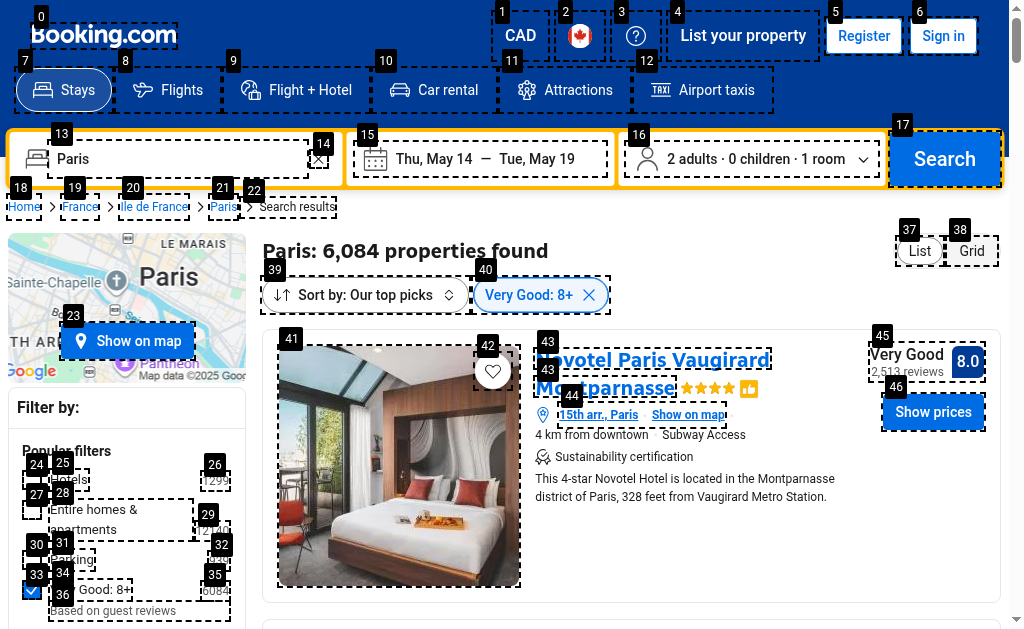 Booking.com
CAD
List your property
Register
Sign in
Stays
Flights
Flight + Hotel
Car rental
Attractions
Airport taxis
Paris
Thu, May 14 — Tue, May 19
2 adults · 0 children · 1 room
Search
Home
France
Ile de France
Paris
Search results
LE MARAIS
Sainte-Chapelle
Paris
Show on map
Panthéon
Google
Map data ©2025
Filter by:
Popular filters
Hotels
1299
Entire homes &
apartments
Parking
Good: 8+
6084
Based on guest reviews
Paris: 6,084 properties found
List
Grid
Sort by: Our top picks
Very Good: 8+
Novotel Paris Vaugirard
Montparnasse
15th arr., Paris
Show on map
4 km from downtown
Subway Access
Sustainability certification
This 4-star Novotel Hotel is located in the Montparnasse
district of Paris, 328 feet from Vaugirard Metro Station.
Very Good
2,513 reviews
8.0
Show prices
0
1
2
3
4
5
6
7
8
9
10
11
12
13
14
15
16
17
18
19
20
21
22
23
24
25
26
27
28
29
30
31
32
33
34
35
36
37
38
39
40
41
42
43
43
44
45
46